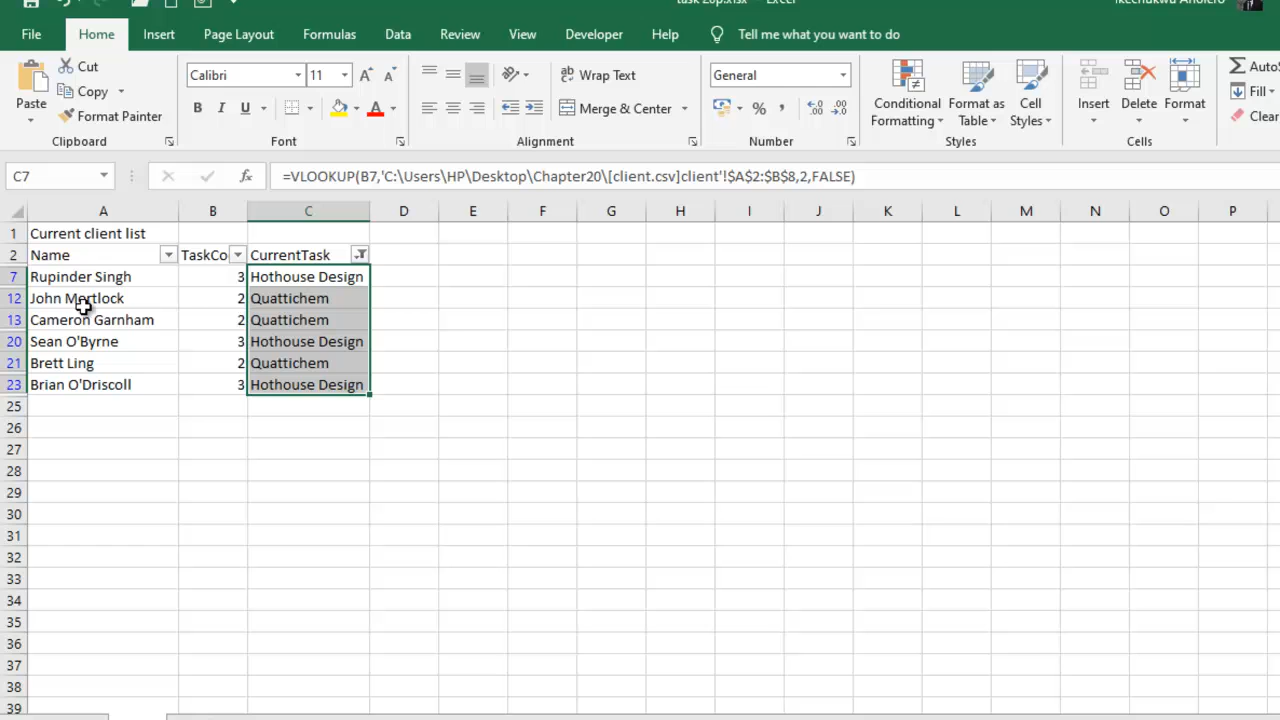 task 20p.xlsx - Excel
File Home Insert Page Layout Formulas Data Review View Developer Help Tell me what you want to do
Paste Cut Copy Format Painter Clipboard
Calibri 11 A A B I U A Font
Wrap Text Merge & Center Alignment
General % , Number
Conditional Formatting Format as Table Cell Styles Styles
Insert Delete Format Cells
Fill Clear
C7 fx =VLOOKUP(B7,'C:\Users\HP\Desktop\Chapter20\[client.csv]client'!$A$2:$B$8,2,FALSE)
A B C D E F G H I J K L M N O P
1 Current client list
2 Name TaskCo CurrentTask
7 Rupinder Singh 3 Hothouse Design
12 John Mortlock 2 Quattichem
13 Cameron Garnham 2 Quattichem
20 Sean O'Byrne 3 Hothouse Design
21 Brett Ling 2 Quattichem
23 Brian O'Driscoll 3 Hothouse Design
25
26
27
28
29
30
31
32
33
34
35
36
37
38
39